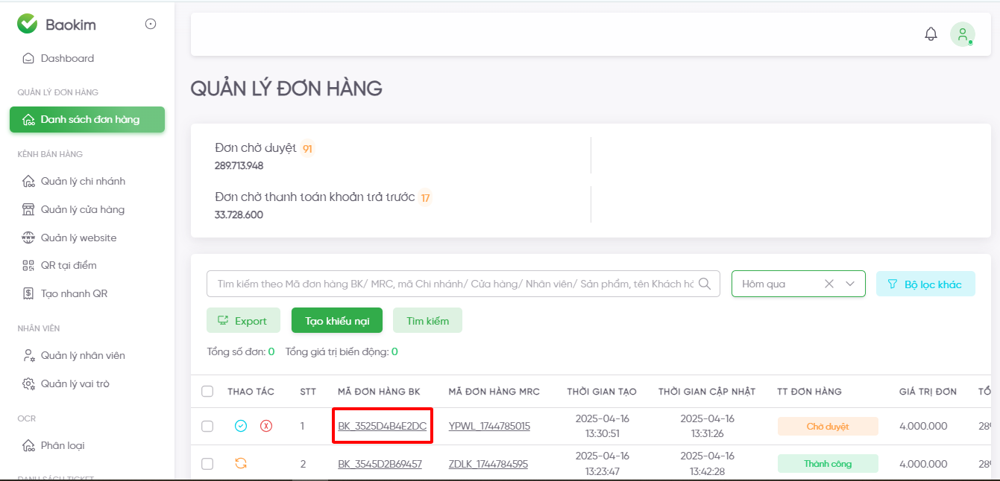 Baokim
Dashboard
QUẢN LÝ ĐƠN HÀNG
Danh sách đơn hàng
KÊNH BÁN HÀNG
Quản lý chi nhánh
Quản lý cửa hàng
Quản lý website
QR tại điểm
Tạo nhanh QR
NHÂN VIÊN
Quản lý nhân viên
Quản lý vai trò
OCR
Phân loại
DANH SÁCH TICKET
QUẢN LÝ ĐƠN HÀNG
Đơn chờ duyệt 91
289.713.948
Đơn chờ thanh toán khoản trả trước 17
33.728.600
Tìm kiếm theo Mã đơn hàng BK/ MRC, mã Chi nhánh/ Cửa hàng/ Nhân viên/ Sản phẩm, tên Khách hà
Hôm qua
Bộ lọc khác
Export
Tạo khiếu nại
Tìm kiếm
Tổng số đơn: 0 Tổng giá trị biến động: 0
THAO TÁC STT MÃ ĐƠN HÀNG BK MÃ ĐƠN HÀNG MRC THỜI GIAN TẠO THỜI GIAN CẬP NHẬT TT ĐƠN HÀNG GIÁ TRỊ ĐƠN TỔ
1 BK_3525D4B4E2DC YPWL_1744785015 2025-04-16 13:30:51 2025-04-16 13:31:26 Chờ duyệt 4.000.000 289
2 BK_3545D2B69457 ZDLK_1744784595 2025-04-16 13:23:47 2025-04-16 13:42:28 Thành công 4.000.000 289